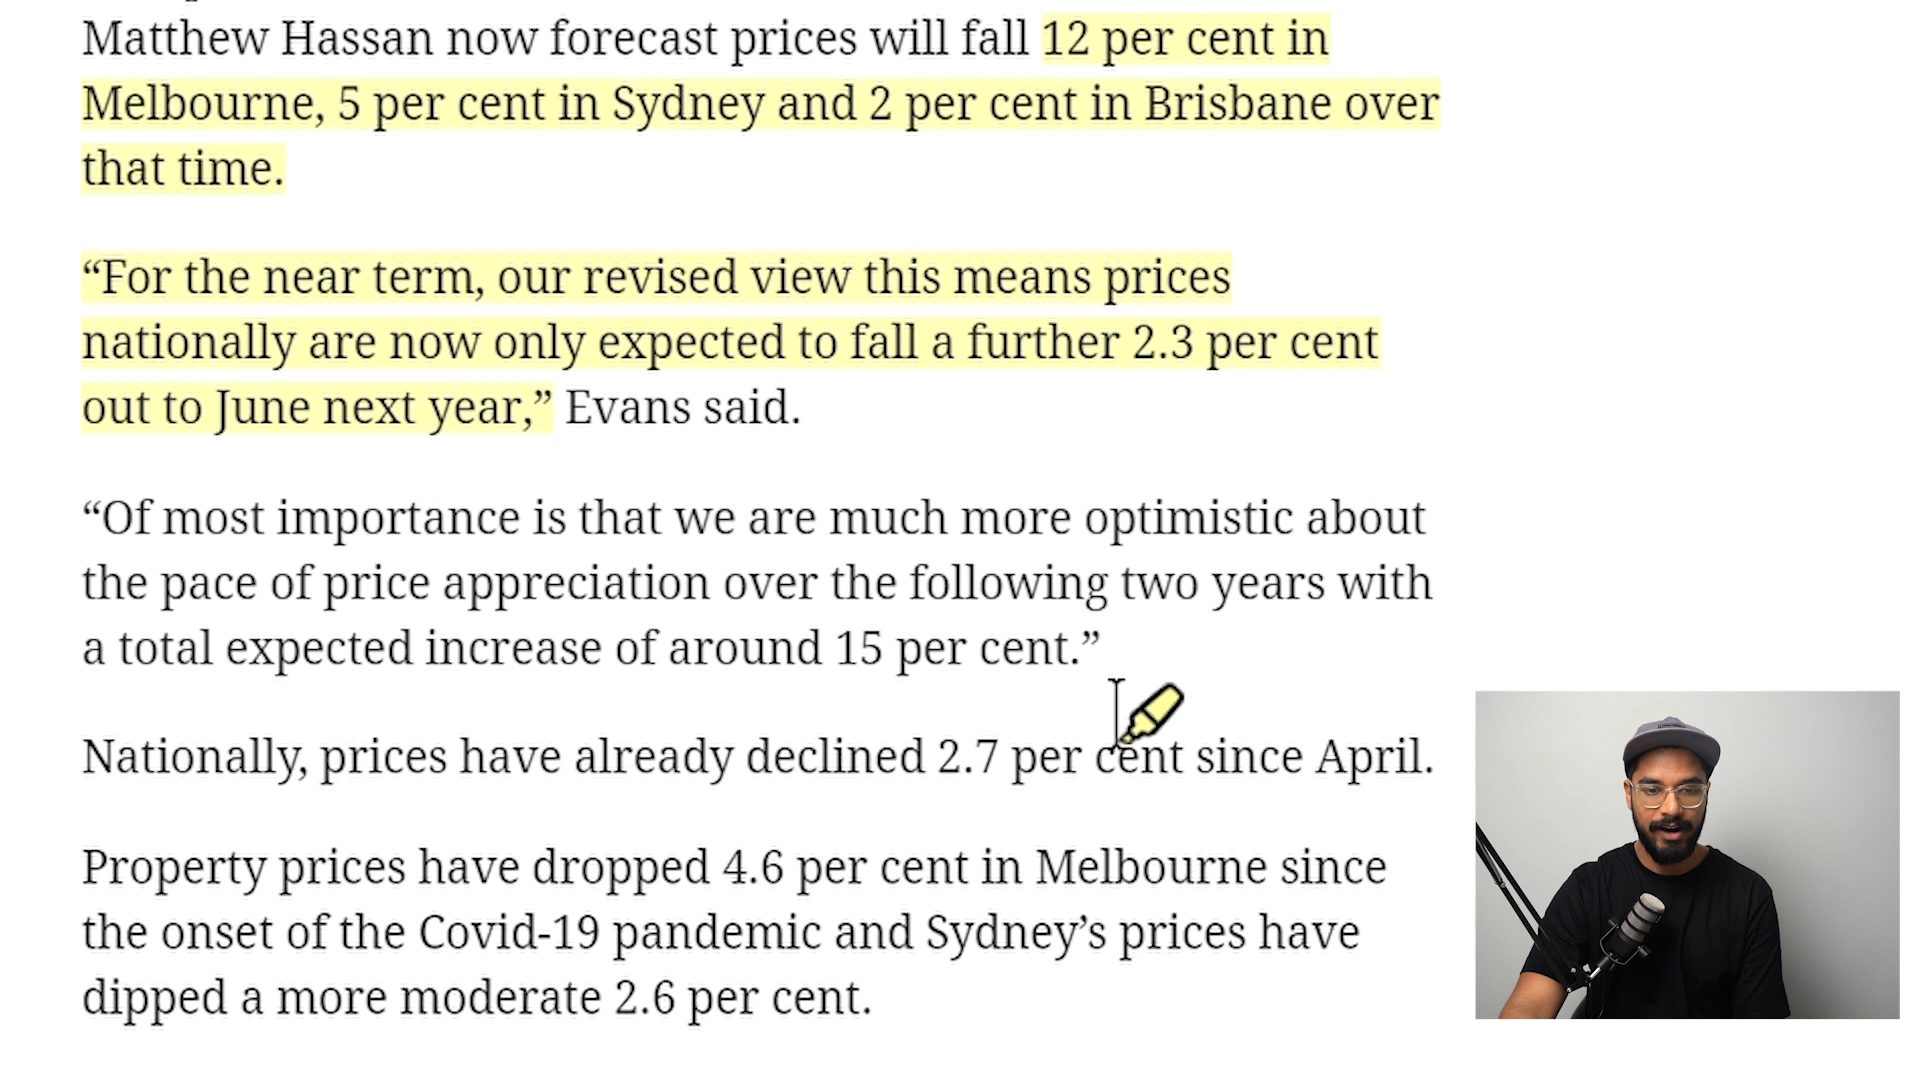 Matthew Hassan now forecast prices will fall 12 per cent in
Melbourne, 5 per cent in Sydney and 2 per cent in Brisbane over
that time.
“For the near term, our revised view this means prices
nationally are now only expected to fall a further 2.3 per cent
out to June next year,” Evans said.
“Of most importance is that we are much more optimistic about
the pace of price appreciation over the following two years with
a total expected increase of around 15 per cent.”
Nationally, prices have already declined 2.7 per cent since April.
Property prices have dropped 4.6 per cent in Melbourne since
the onset of the Covid-19 pandemic and Sydney’s prices have
dipped a more moderate 2.6 per cent.